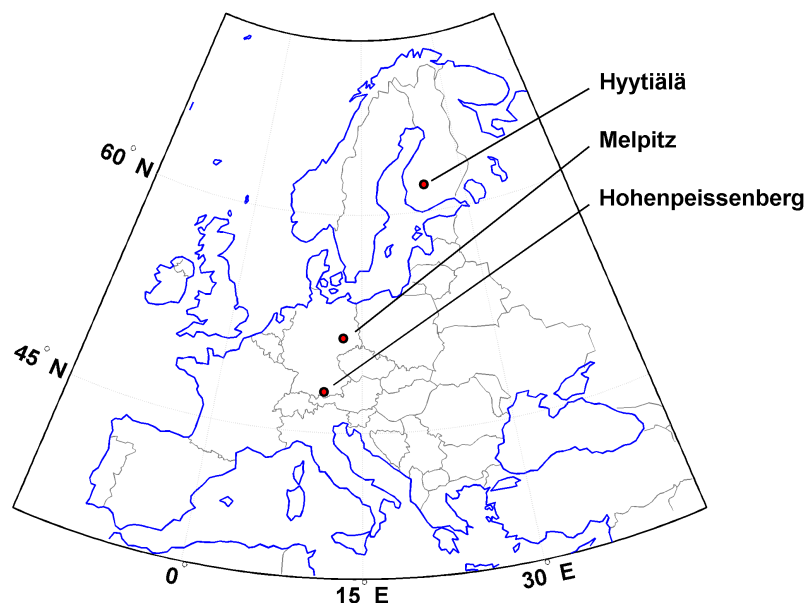 Hyytiälä
Melpitz
Hohenpeissenberg
60° N
45° N
0°
15° E
30° E